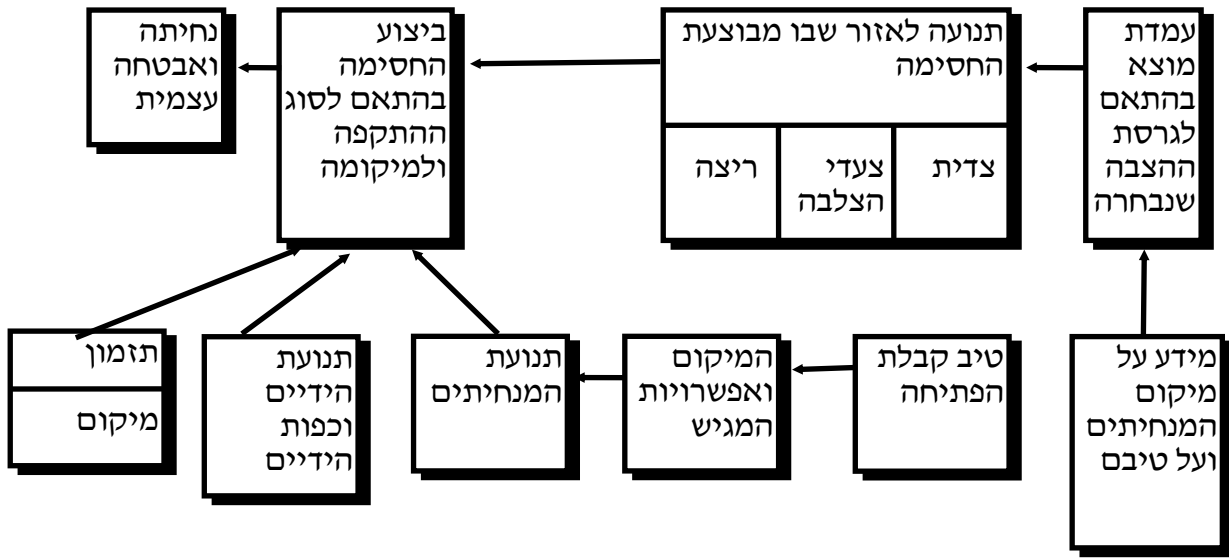 עמדת
מוצא
בהתאם
לגרסת
ההצבה
שנבחרה
תנועה לאזור שבו מבוצעת
החסימה
צדית
צעדי
הצלבה
ריצה
ביצוע
החסימה
בהתאם לסוג
ההתקפה
ולמיקומה
נחיתה
ואבטחה
עצמית
מידע על
מיקום
המנחיתים
ועל טיבם
טיב קבלת
הפתיחה
המיקום
ואפשרויות
המגיש
תנועת
המנחיתים
תנועת
הידיים
וכפות
הידיים
תזמון
מיקום